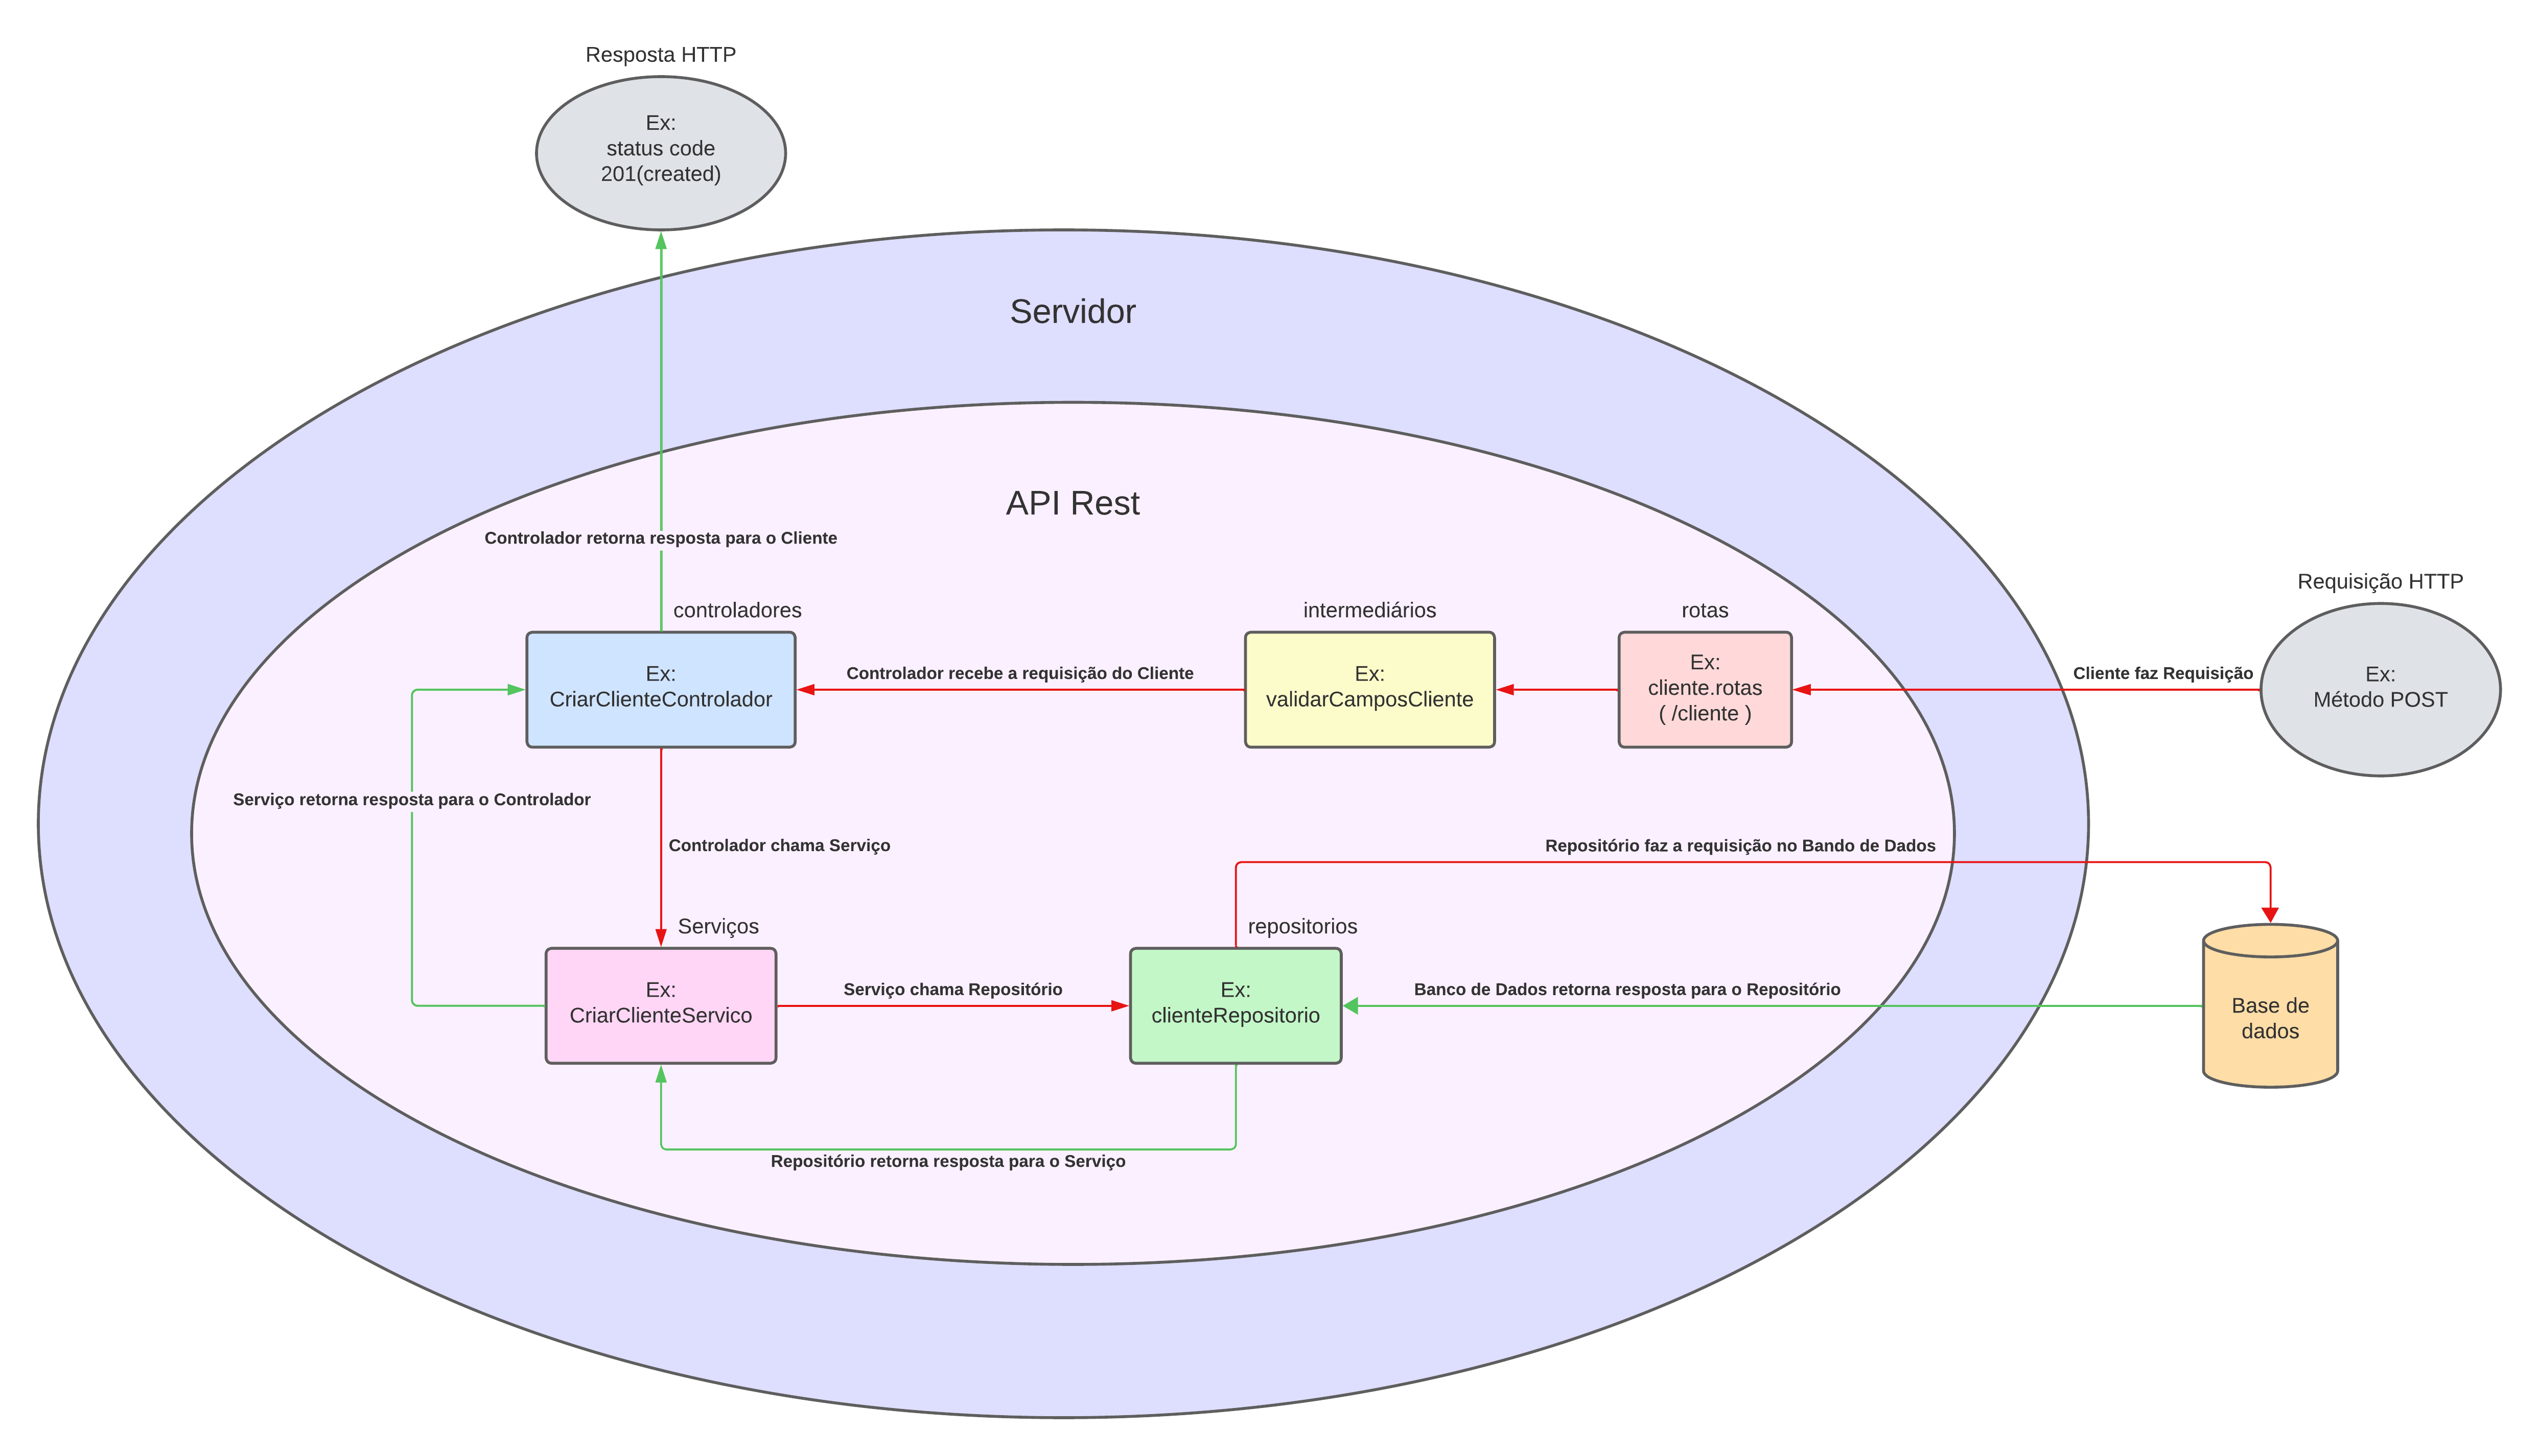 Resposta HTTP
Ex:
status code
201(created)
Servidor
API Rest
Controlador retorna resposta para o Cliente
Requisição HTTP
controladores
intermediários
rotas
Ex:
CriarClienteControlador
Controlador recebe a requisição do Cliente
Ex:
validarCamposCliente
Ex:
cliente.rotas
( /cliente )
Cliente faz Requisição
Ex:
Método POST
Serviço retorna resposta para o Controlador
Controlador chama Serviço
Repositório faz a requisição no Bando de Dados
Serviços
repositorios
Ex:
CriarClienteServico
Serviço chama Repositório
Ex:
clienteRepositorio
Banco de Dados retorna resposta para o Repositório
Base de
dados
Repositório retorna resposta para o Serviço